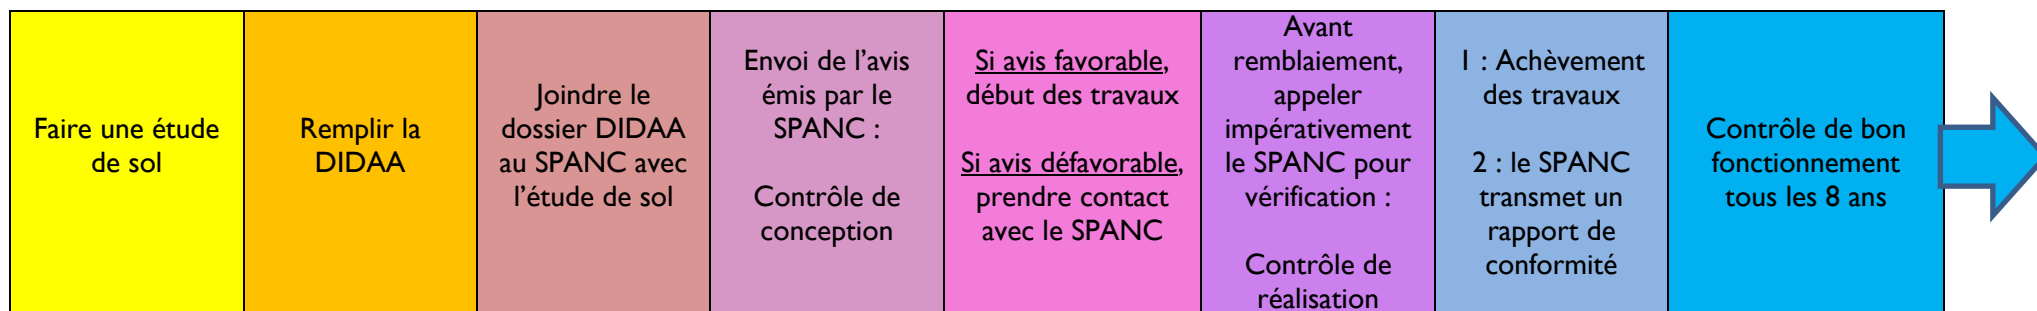 Faire une étude
de sol
Remplir la
DIDAA
Joindre le
dossier DIDAA
au SPANC avec
l'étude de sol
Envoi de l'avis
émis par le
SPANC :
Contrôle de
conception
Si avis favorable,
début des travaux
Si avis défavorable,
prendre contact
avec le SPANC
Avant
remblaiement,
appeler
impérativement
le SPANC pour
vérification :
Contrôle de
réalisation
1 : Achèvement
des travaux
2 : le SPANC
transmet un
rapport de
conformité
Contrôle de bon
fonctionnement
tous les 8 ans